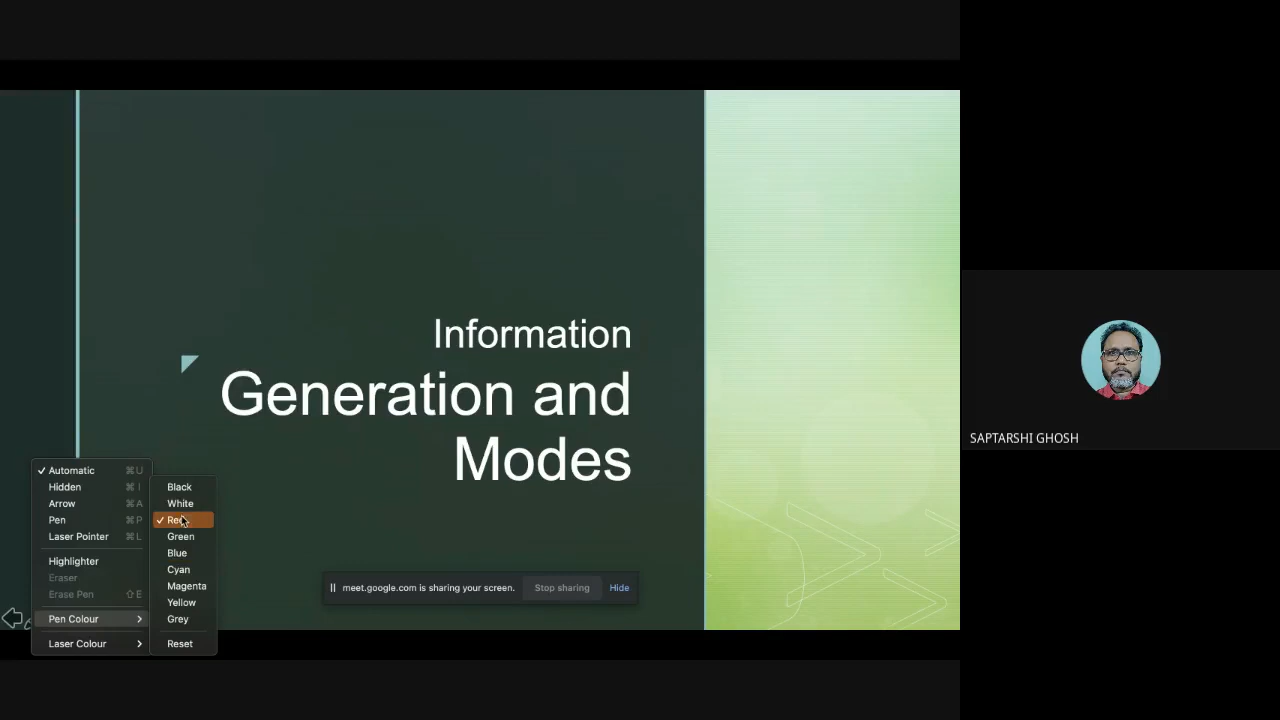 Information
Generation and
Modes
Automatic ⌘U
Hidden ⌘I
Arrow ⌘A
Pen ⌘P
Laser Pointer ⌘L
Highlighter
Eraser
Erase Pen ⇧E
Pen Colour
Laser Colour
Black
White
Red
Green
Blue
Cyan
Magenta
Yellow
Grey
Reset
meet.google.com is sharing your screen. Stop sharing Hide
SAPTARSHI GHOSH